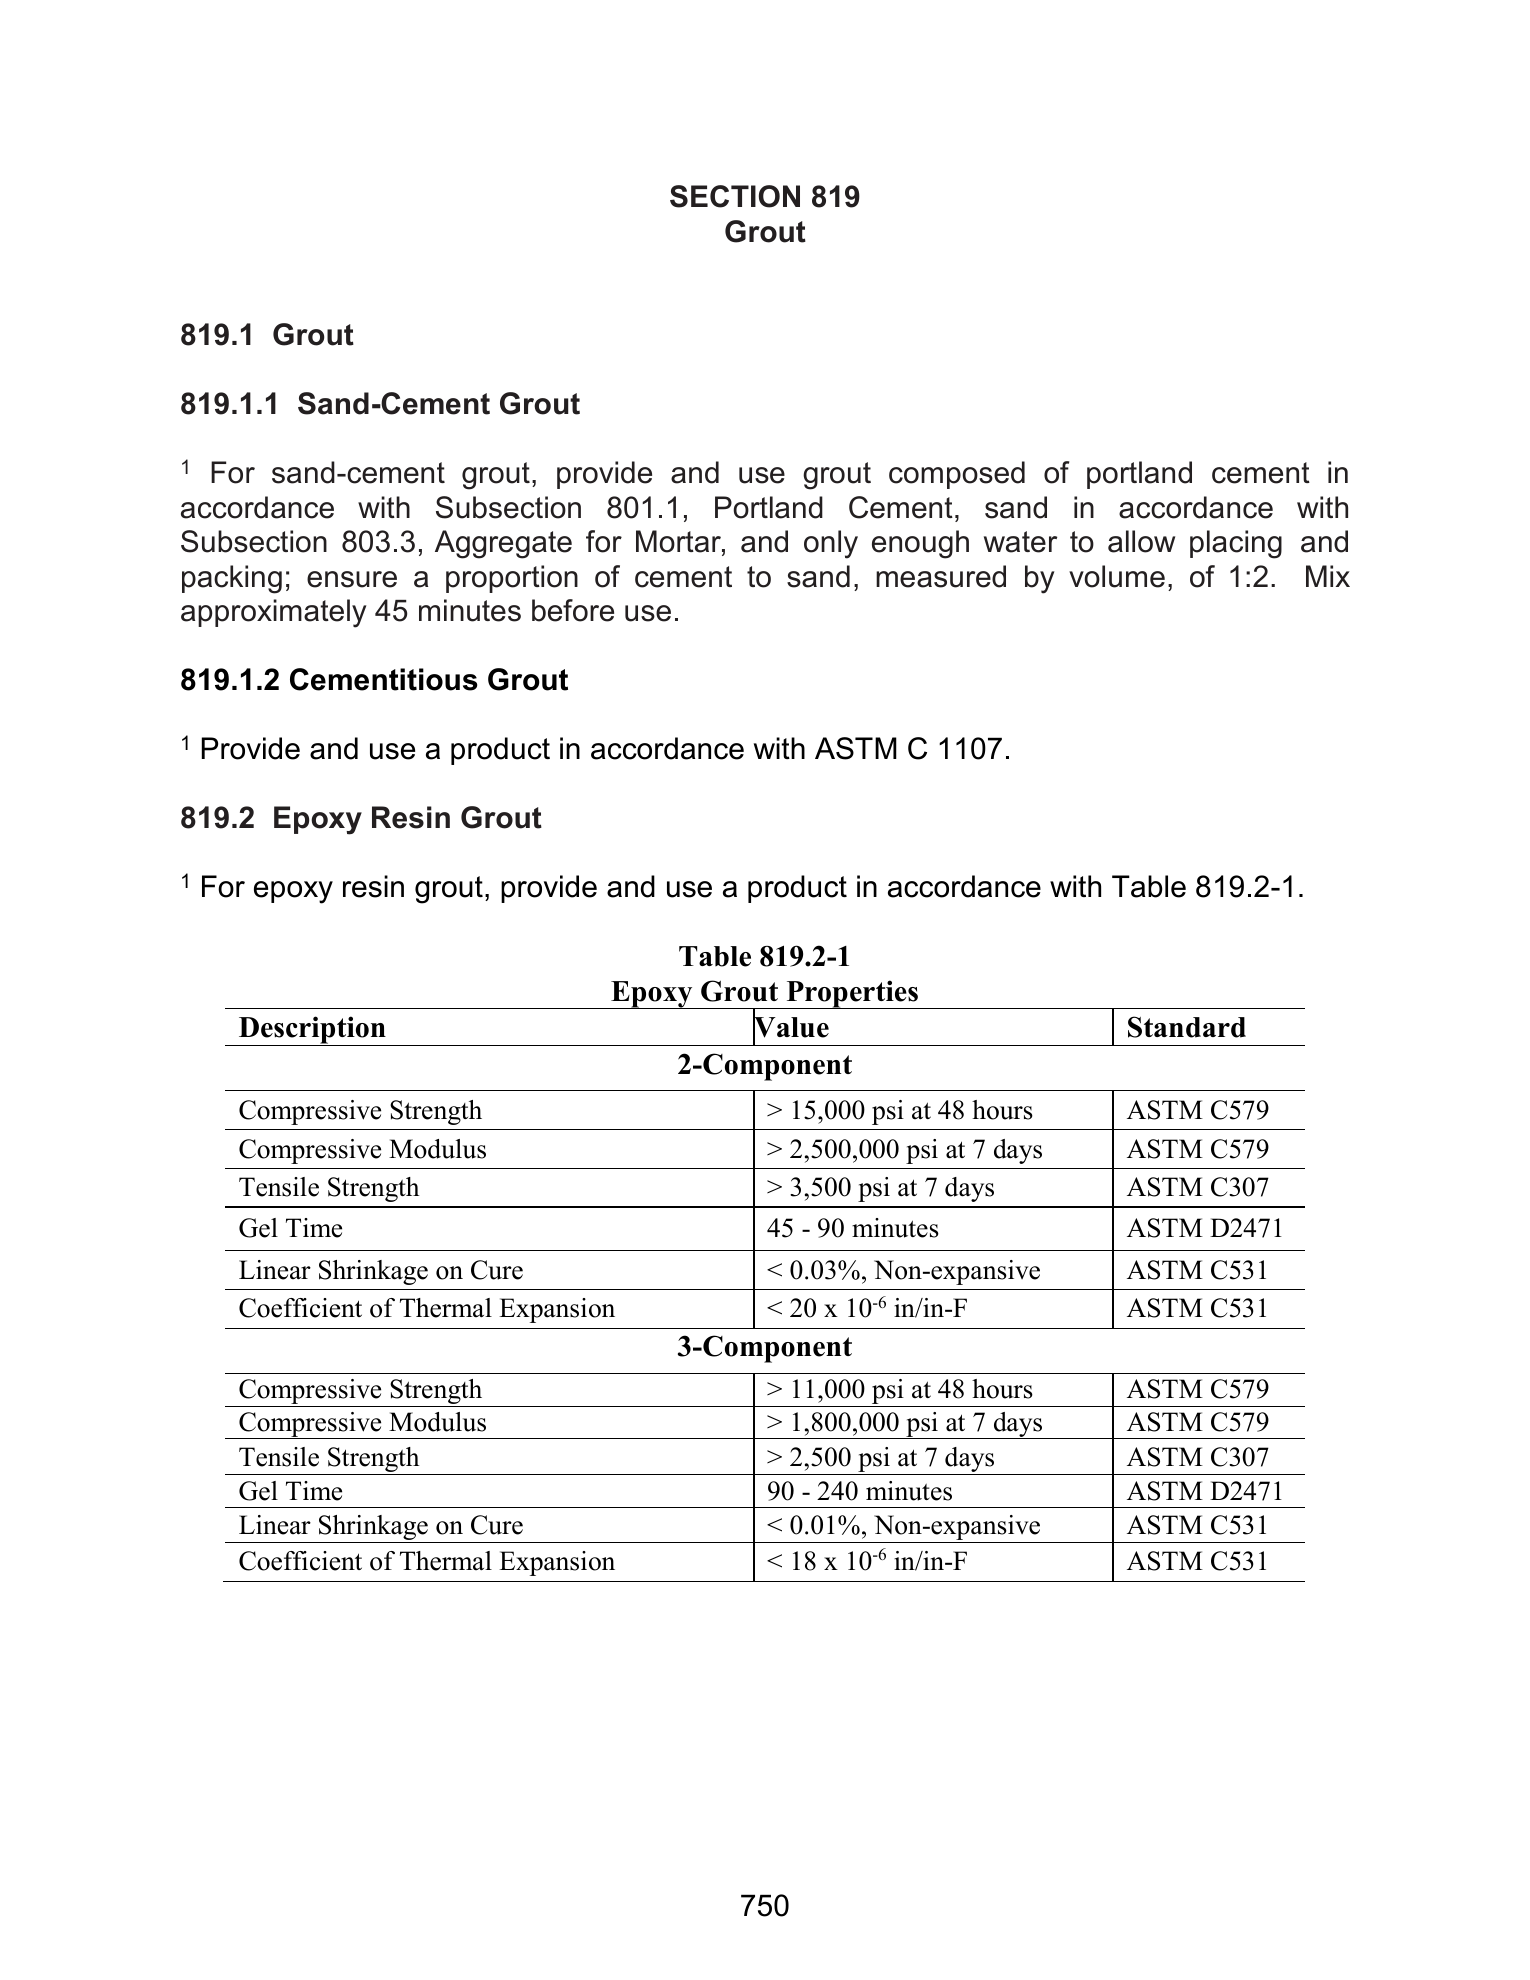 SECTION 819
Grout
819.1 Grout
819.1.1 Sand-Cement Grout
1 For sand-cement grout, provide and use grout composed of portland cement in
accordance with Subsection 801.1, Portland Cement, sand in accordance with
Subsection 803.3, Aggregate for Mortar, and only enough water to allow placing and
packing; ensure a proportion of cement to sand, measured by volume, of 1:2. Mix
approximately 45 minutes before use.
819.1.2 Cementitious Grout
1 Provide and use a product in accordance with ASTM C 1107.
819.2 Epoxy Resin Grout
1 For epoxy resin grout, provide and use a product in accordance with Table 819.2-1.
Table 819.2-1
Epoxy Grout Properties
Description Value Standard
2-Component
Compressive Strength > 15,000 psi at 48 hours ASTM C579
Compressive Modulus > 2,500,000 psi at 7 days ASTM C579
Tensile Strength > 3,500 psi at 7 days ASTM C307
Gel Time 45 - 90 minutes ASTM D2471
Linear Shrinkage on Cure < 0.03%, Non-expansive ASTM C531
Coefficient of Thermal Expansion < 20 x 10-6 in/in-F ASTM C531
3-Component
Compressive Strength > 11,000 psi at 48 hours ASTM C579
Compressive Modulus > 1,800,000 psi at 7 days ASTM C579
Tensile Strength > 2,500 psi at 7 days ASTM C307
Gel Time 90 - 240 minutes ASTM D2471
Linear Shrinkage on Cure < 0.01%, Non-expansive ASTM C531
Coefficient of Thermal Expansion < 18 x 10-6 in/in-F ASTM C531
750